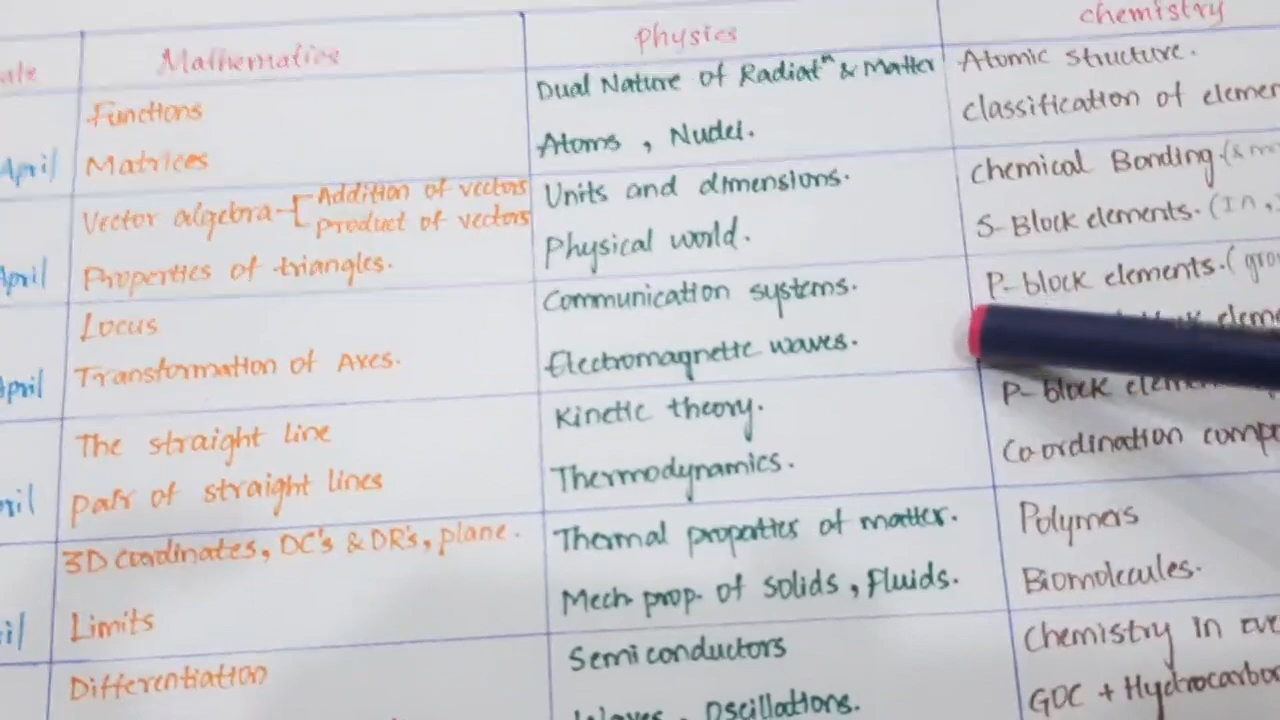 Mathematics Physics chemistry
Functions Dual Nature of Radiatn & Matter Atomic structure.
April Matrices Atoms, Nuclei. classification of
Vector algebra- [ Addition of vectors Units and dimensions. Chemical Bonding.
product of vectors
April Properties of triangles. Physical world. S-Block elements.
Locus Communication systems. P-block elements.
April Transformation of Axes. Electromagnetic waves.
The straight line Kinetic theory. P-block
pair of straight lines Thermodynamics. Co-ordination
3D coordinates, DC's & DR's, plane. Thermal properties of matter. Polymers
Limits Mech prop. of solids, Fluids. Biomolecules.
Differentiation Semiconductors Chemistry in
Oscillations. GOC +